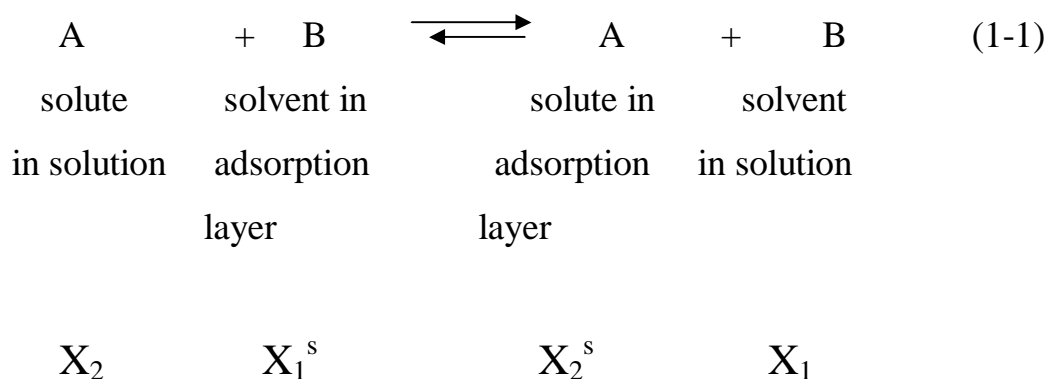 A + B ⇌ A + B (1-1)
solute solvent in solute in solvent
in solution adsorption adsorption in solution
layer layer
X₂ X₁ˢ X₂ˢ X₁